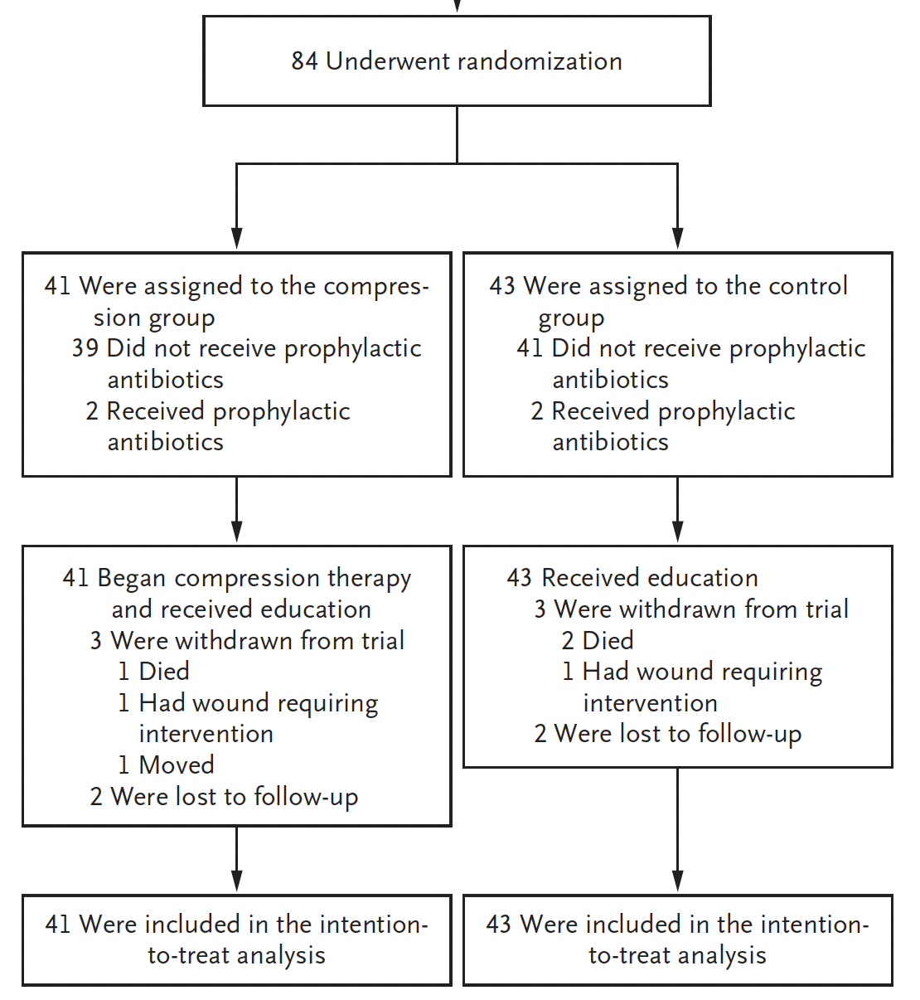 84 Underwent randomization
41 Were assigned to the compres-
sion group
39 Did not receive prophylactic
antibiotics
2 Received prophylactic
antibiotics
43 Were assigned to the control
group
41 Did not receive prophylactic
antibiotics
2 Received prophylactic
antibiotics
41 Began compression therapy
and received education
3 Were withdrawn from trial
1 Died
1 Had wound requiring
intervention
1 Moved
2 Were lost to follow-up
43 Received education
3 Were withdrawn from trial
2 Died
1 Had wound requiring
intervention
2 Were lost to follow-up
41 Were included in the intention-
to-treat analysis
43 Were included in the intention-
to-treat analysis